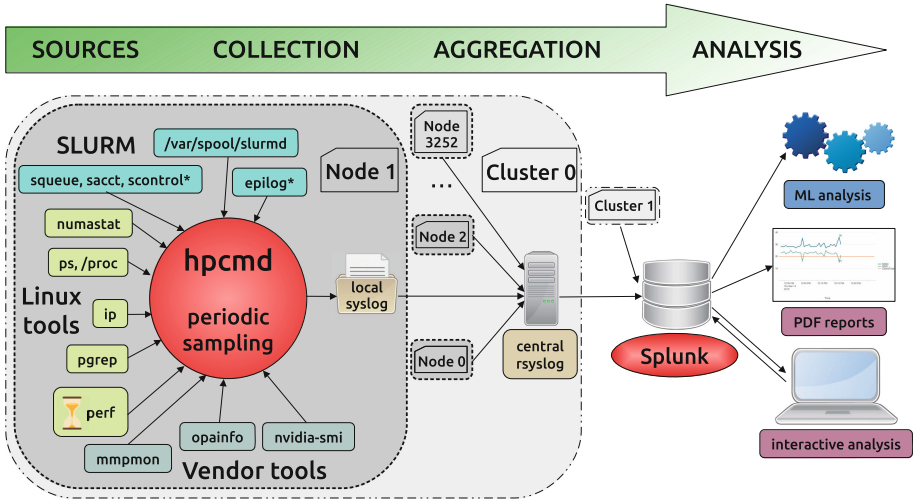 SOURCES COLLECTION AGGREGATION ANALYSIS
SLURM
/var/spool/slurmd
squeue, sacct, scontrol*
epilog*
Node 1
Node
3252
...
Cluster 0
Cluster 1
ML analysis
numastat
ps, /proc
Linux
tools
ip
pgrep
perf
hpcmd
periodic
sampling
local
syslog
Node 2
Node 0
central
rsyslog
Splunk
PDF reports
interactive analysis
mmpmon
opainfo
nvidia-smi
Vendor tools